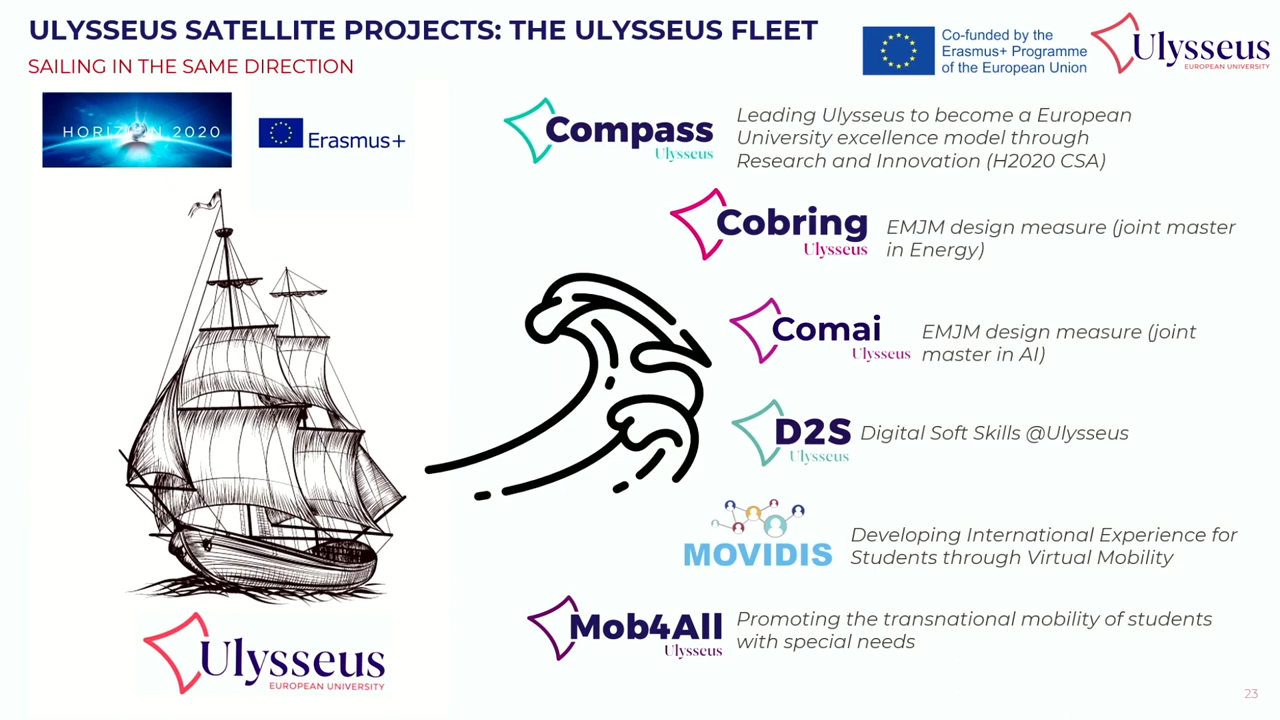 ULYSSEUS SATELLITE PROJECTS: THE ULYSSEUS FLEET
SAILING IN THE SAME DIRECTION
Co-funded by the
Erasmus+ Programme
of the European Union
Ulysseus
EUROPEAN UNIVERSITY
HORIZON 2020
Erasmus+
Compass
Ulysseus
Leading Ulysseus to become a European
University excellence model through
Research and Innovation (H2020 CSA)
Cobring
Ulysseus
EMJM design measure (joint master
in Energy)
Comai
Ulysseus
EMJM design measure (joint
master in AI)
D2S
Ulysseus
Digital Soft Skills @Ulysseus
MOVIDIS
Developing International Experience for
Students through Virtual Mobility
Mob4All
Ulysseus
Promoting the transnational mobility of students
with special needs
Ulysseus
EUROPEAN UNIVERSITY
23